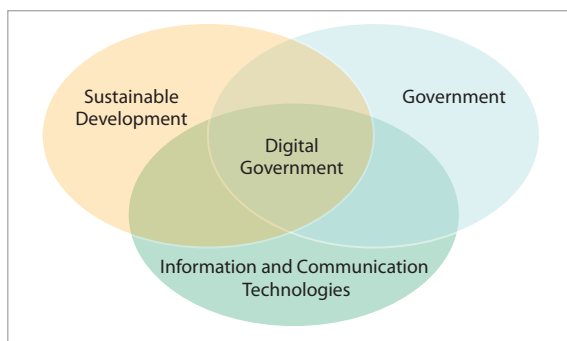 Sustainable
Development
Government
Digital
Government
Information and Communication
Technologies